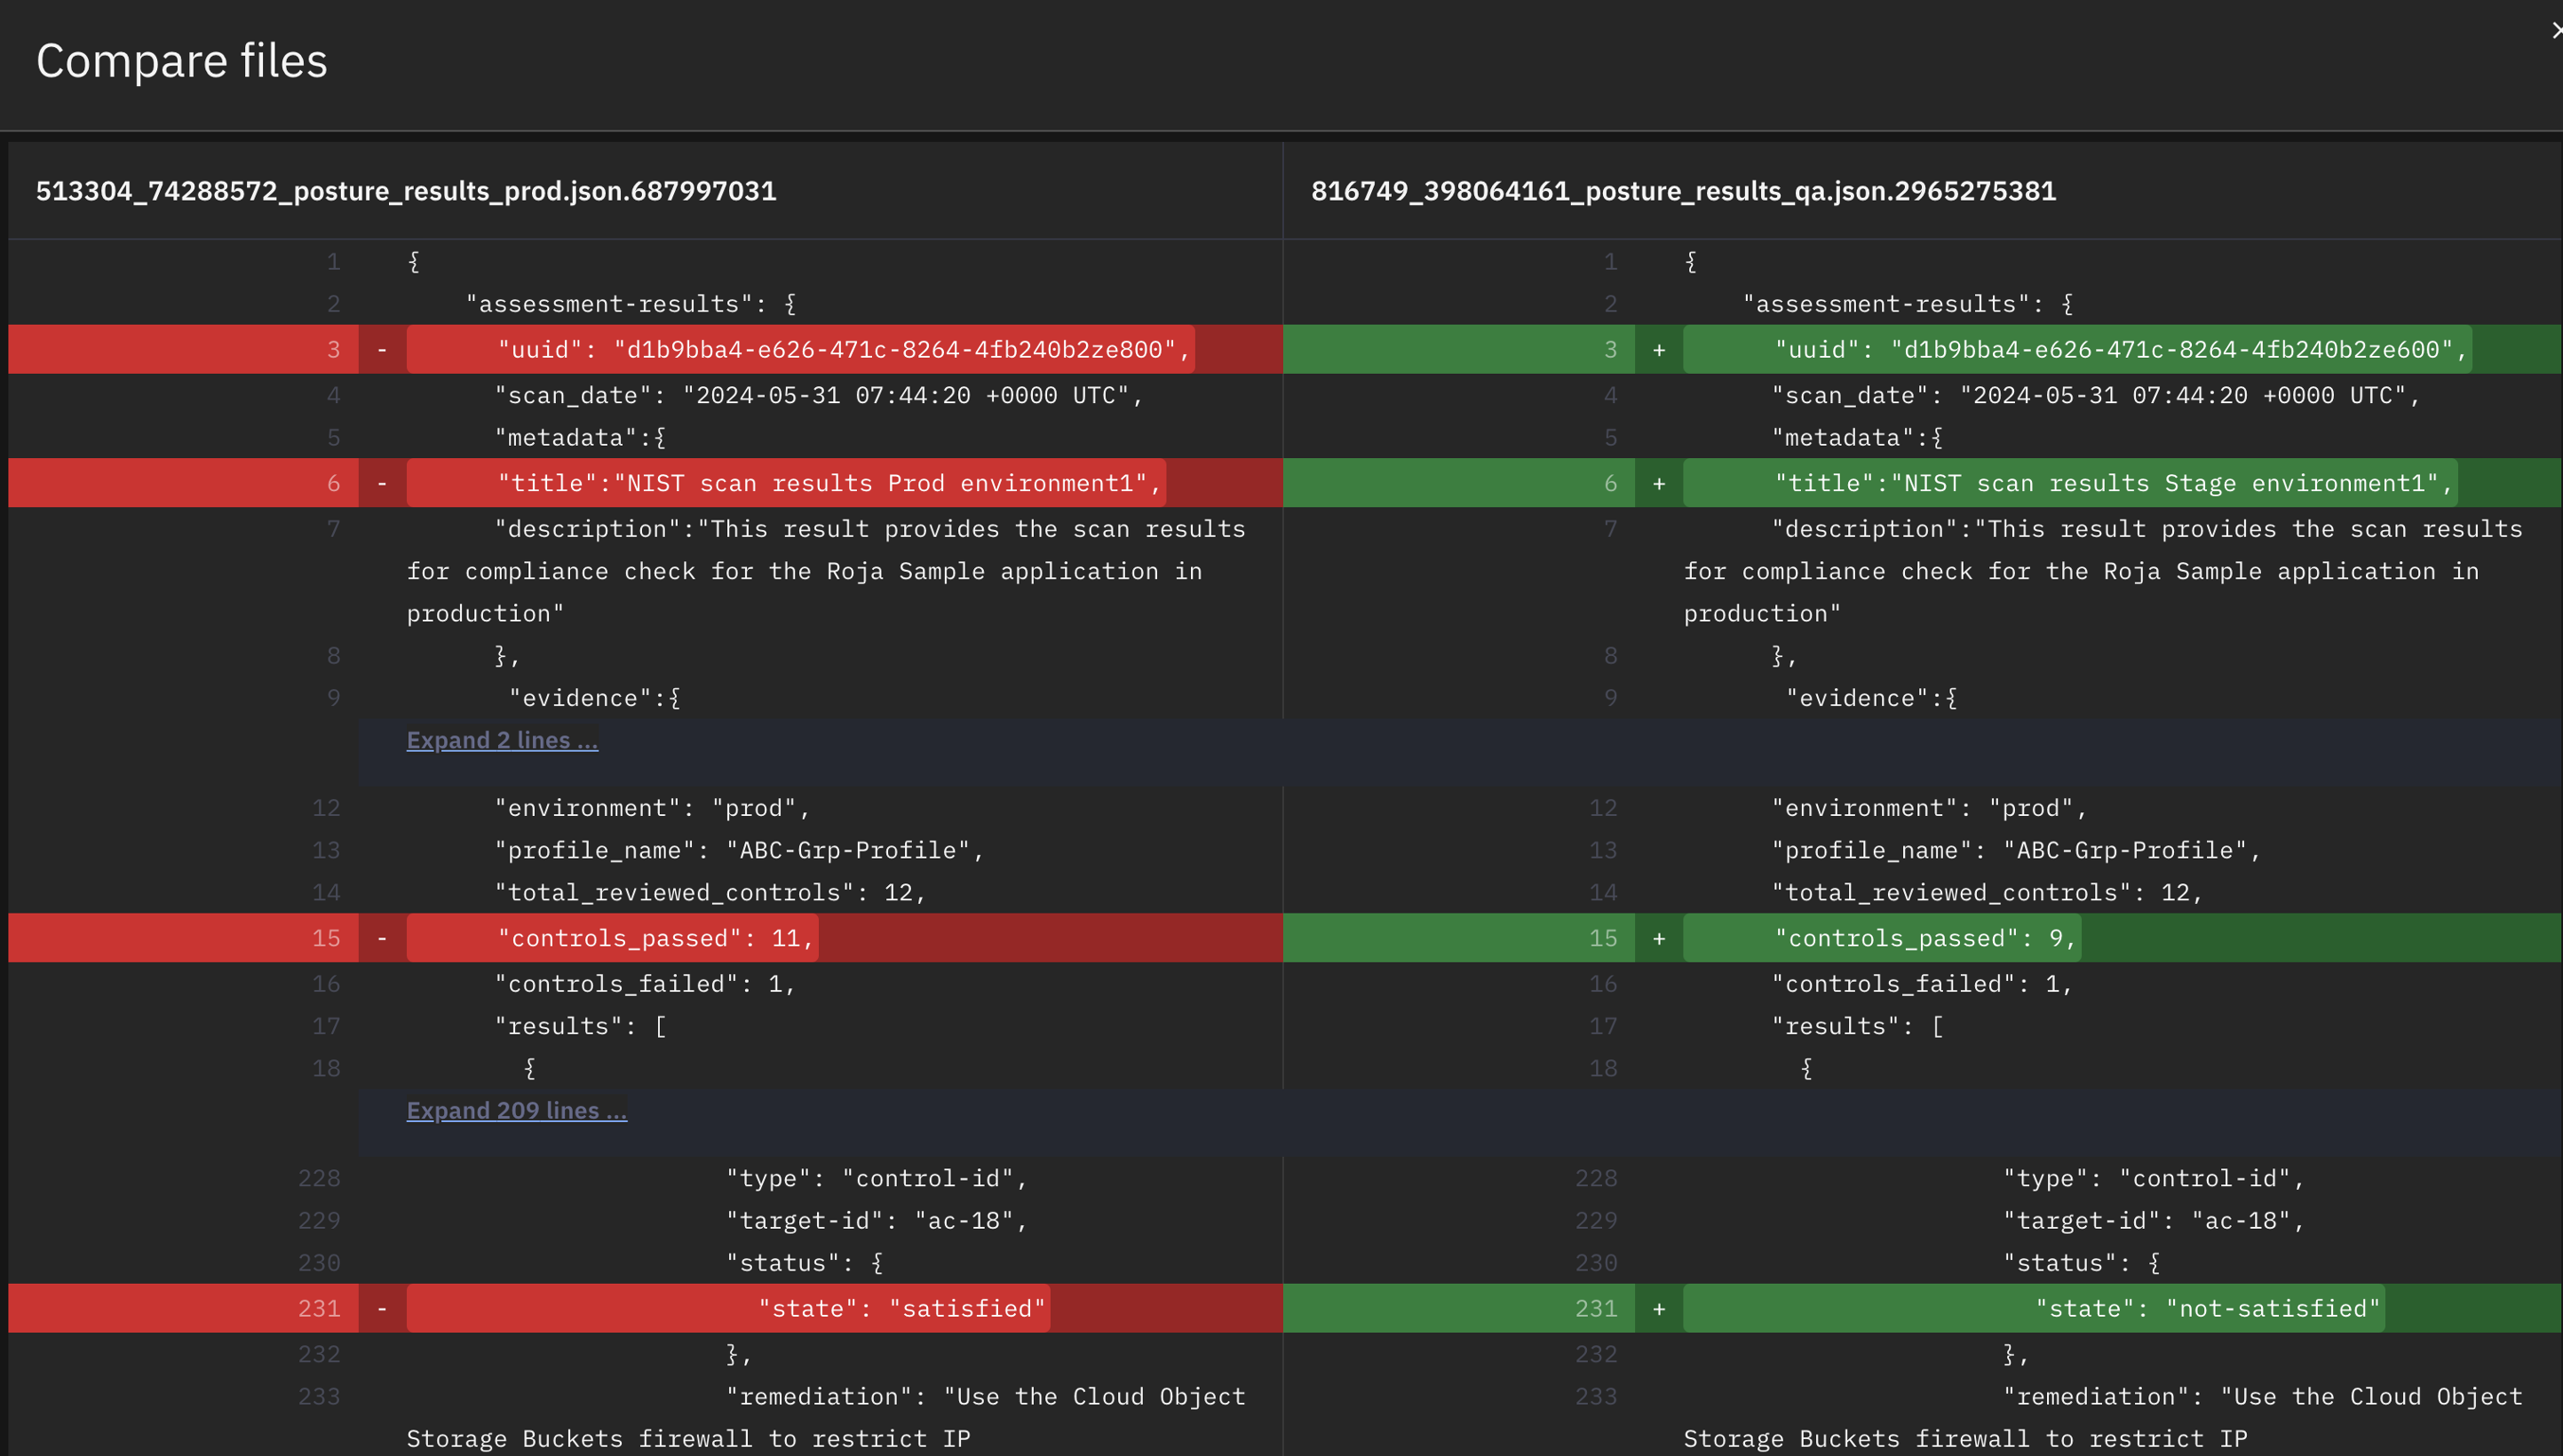 Compare files
513304_74288572_posture_results_prod.json.687997031
816749_398064161_posture_results_qa.json.2965275381
1 {
2 "assessment-results": {
3 - "uuid": "d1b9bba4-e626-471c-8264-4fb240b2ze800",
4 "scan_date": "2024-05-31 07:44:20 +0000 UTC",
5 "metadata":{
6 - "title":"NIST scan results Prod environment1",
7 "description":"This result provides the scan results
for compliance check for the Roja Sample application in
production"
8 },
9 "evidence":{
Expand 2 lines ...
12 "environment": "prod",
13 "profile_name": "ABC-Grp-Profile",
14 "total_reviewed_controls": 12,
15 - "controls_passed": 11,
16 "controls_failed": 1,
17 "results": [
18 {
Expand 209 lines ...
228 "type": "control-id",
229 "target-id": "ac-18",
230 "status": {
231 - "state": "satisfied"
232 },
233 "remediation": "Use the Cloud Object
Storage Buckets firewall to restrict IP
1 {
2 "assessment-results": {
3 + "uuid": "d1b9bba4-e626-471c-8264-4fb240b2ze600",
4 "scan_date": "2024-05-31 07:44:20 +0000 UTC",
5 "metadata":{
6 + "title":"NIST scan results Stage environment1",
7 "description":"This result provides the scan results
for compliance check for the Roja Sample application in
production"
8 },
9 "evidence":{
12 "environment": "prod",
13 "profile_name": "ABC-Grp-Profile",
14 "total_reviewed_controls": 12,
15 + "controls_passed": 9,
16 "controls_failed": 1,
17 "results": [
18 {
228 "type": "control-id",
229 "target-id": "ac-18",
230 "status": {
231 + "state": "not-satisfied"
232 },
233 "remediation": "Use the Cloud Object
Storage Buckets firewall to restrict IP